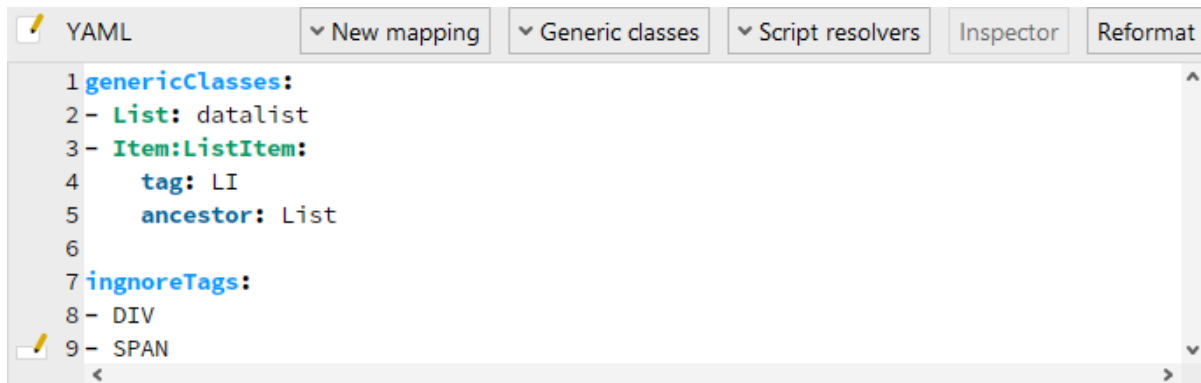 YAML New mapping Generic classes Script resolvers Inspector Reformat
1 genericClasses:
2 - List: datalist
3 - Item:ListItem:
4 tag: LI
5 ancestor: List
6
7 ingnoreTags:
8 - DIV
9 - SPAN